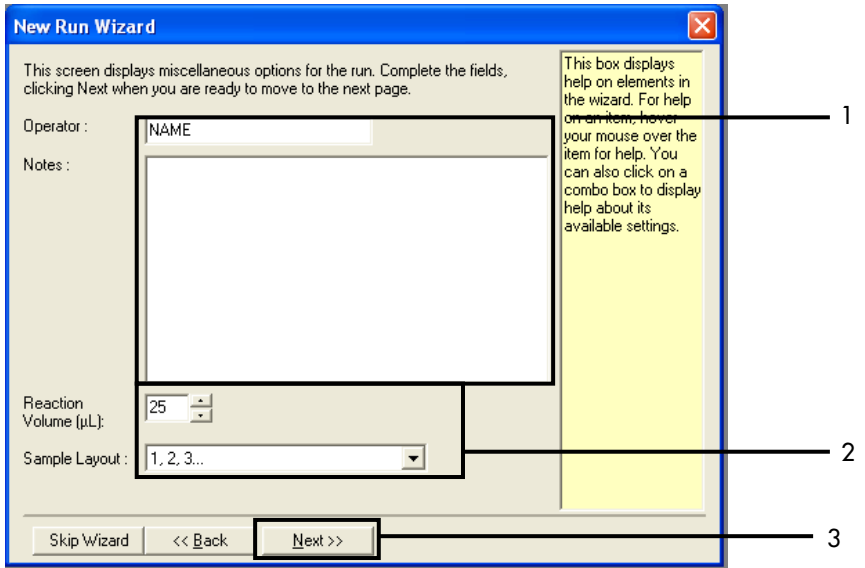 New Run Wizard
This screen displays miscellaneous options for the run. Complete the fields,
clicking Next when you are ready to move to the next page.
Operator :
NAME
Notes :
Reaction
Volume (µL):
25
Sample Layout :
1, 2, 3...
This box displays
help on elements in
the wizard. For help
on an item, hover
your mouse over the
item for help. You
can also click on a
combo box to display
help about its
available settings.
Skip Wizard
<< Back
Next >>
1
2
3